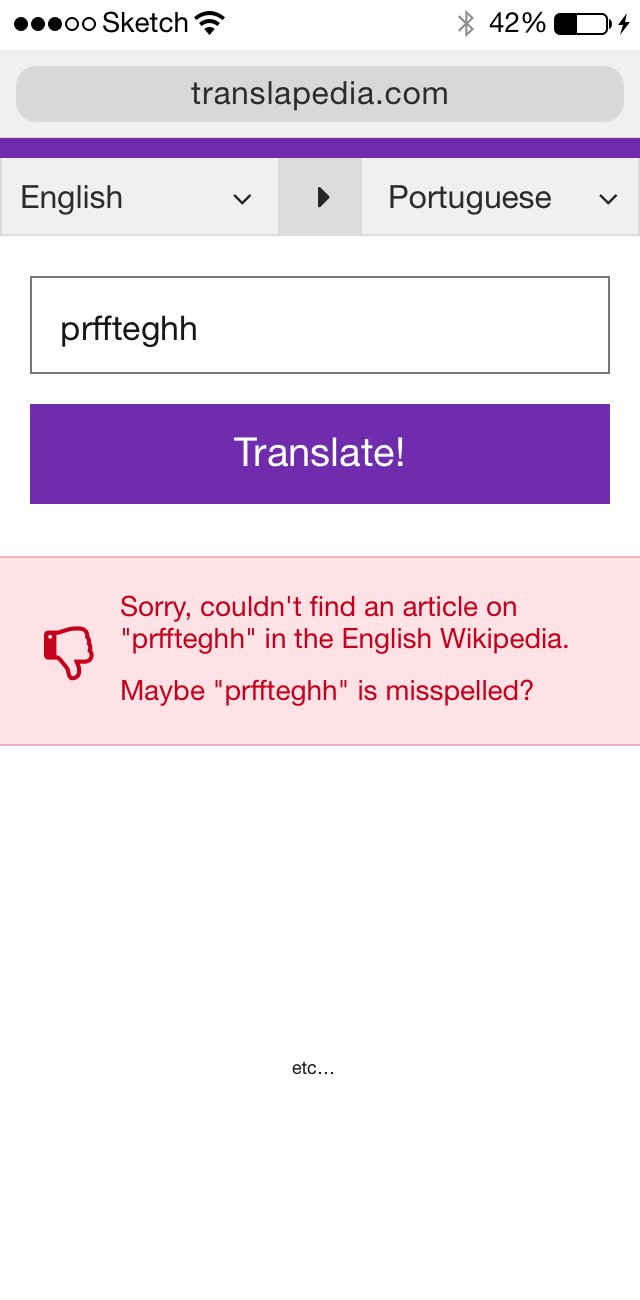 Sketch 42%
translapedia.com
English Portuguese
prffteghh
Translate!
Sorry, couldn't find an article on
"prffteghh" in the English Wikipedia.
Maybe "prffteghh" is misspelled?
etc…